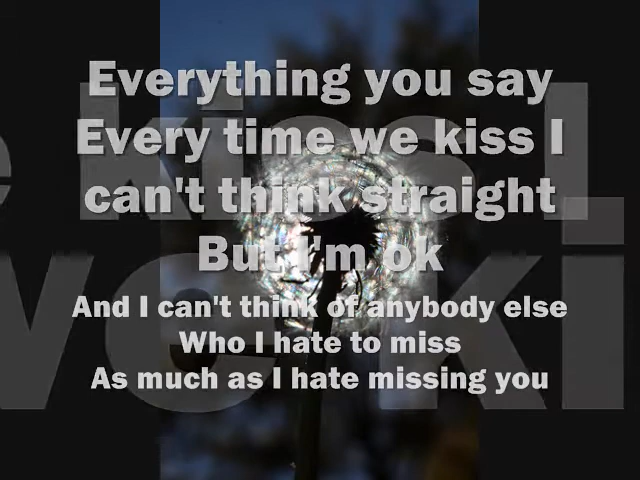 Everything you say
Every time we kiss I
can't think straight
But I'm ok
And I can't think of anybody else
Who I hate to miss
As much as I hate missing you